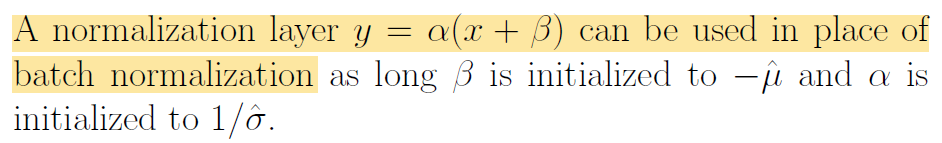 A normalization layer y = α(x + β) can be used in place of
batch normalization as long β is initialized to −μ̂ and α is
initialized to 1/σ̂.